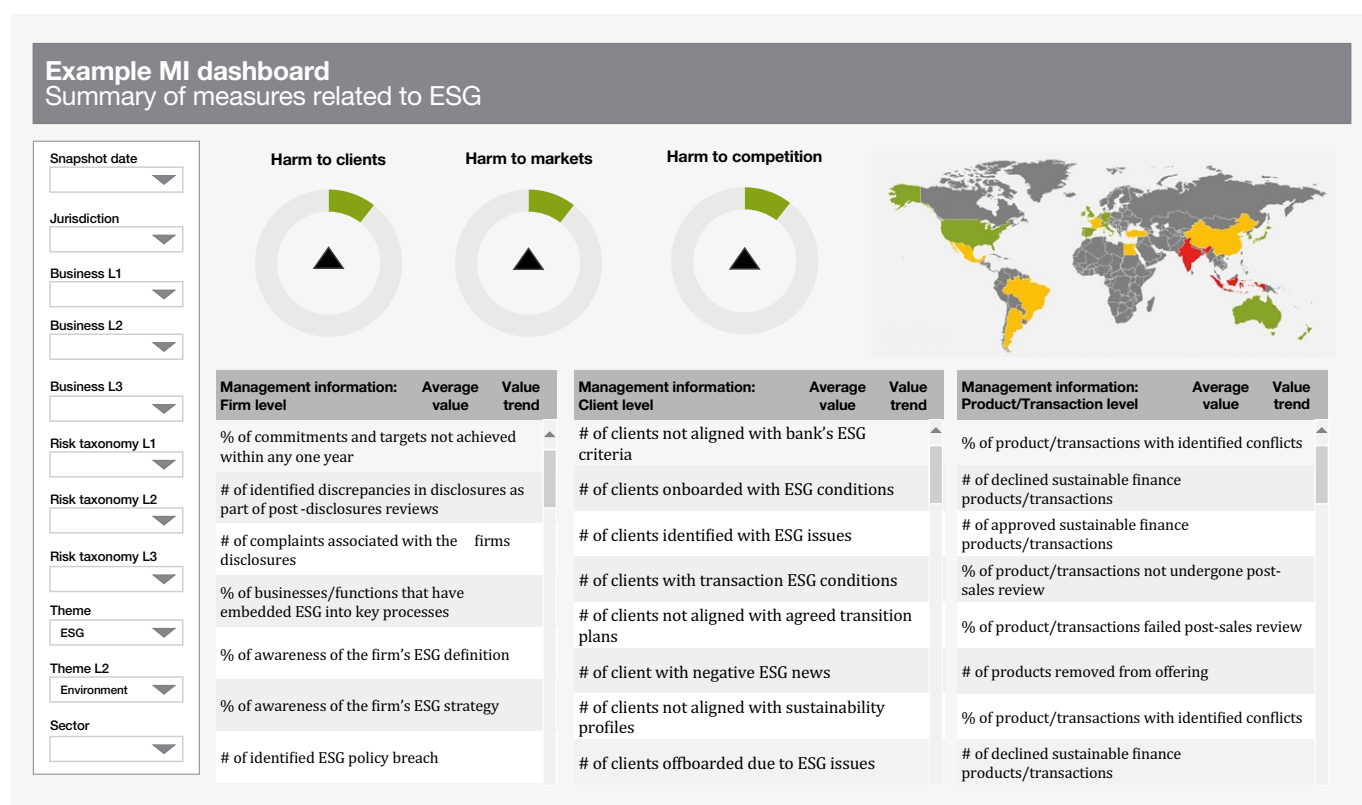 Example MI dashboard
Summary of measures related to ESG
Snapshot date
Jurisdiction
Business L1
Business L2
Business L3
Risk taxonomy L1
Risk taxonomy L2
Risk taxonomy L3
Theme
ESG
Theme L2
Environment
Sector
Harm to clients
Harm to markets
Harm to competition
Management information: Average Value
Firm level value trend
% of commitments and targets not achieved
within any one year
# of identified discrepancies in disclosures as
part of post -disclosures reviews
# of complaints associated with the firms
disclosures
% of businesses/functions that have
embedded ESG into key processes
% of awareness of the firm's ESG definition
% of awareness of the firm's ESG strategy
# of identified ESG policy breach
Management information: Average Value
Client level value trend
# of clients not aligned with bank's ESG
criteria
# of clients onboarded with ESG conditions
# of clients identified with ESG issues
# of clients with transaction ESG conditions
# of clients not aligned with agreed transition
plans
# of client with negative ESG news
# of clients not aligned with sustainability
profiles
# of clients offboarded due to ESG issues
Management information: Average Value
Product/Transaction level value trend
% of product/transactions with identified conflicts
# of declined sustainable finance
products/transactions
# of approved sustainable finance
products/transactions
% of product/transactions not undergone post-
sales review
% of product/transactions failed post-sales review
# of products removed from offering
% of product/transactions with identified conflicts
# of declined sustainable finance
products/transactions